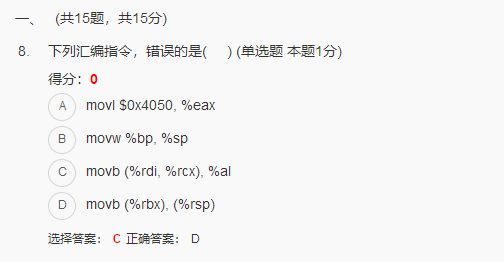 一、 (共15题，共15分)
8. 下列汇编指令，错误的是( ) (单选题 本题1分)
得分：0
A movl $0x4050, %eax
B movw %bp, %sp
C movb (%rdi, %rcx), %al
D movb (%rbx), (%rsp)
选择答案： C 正确答案： D